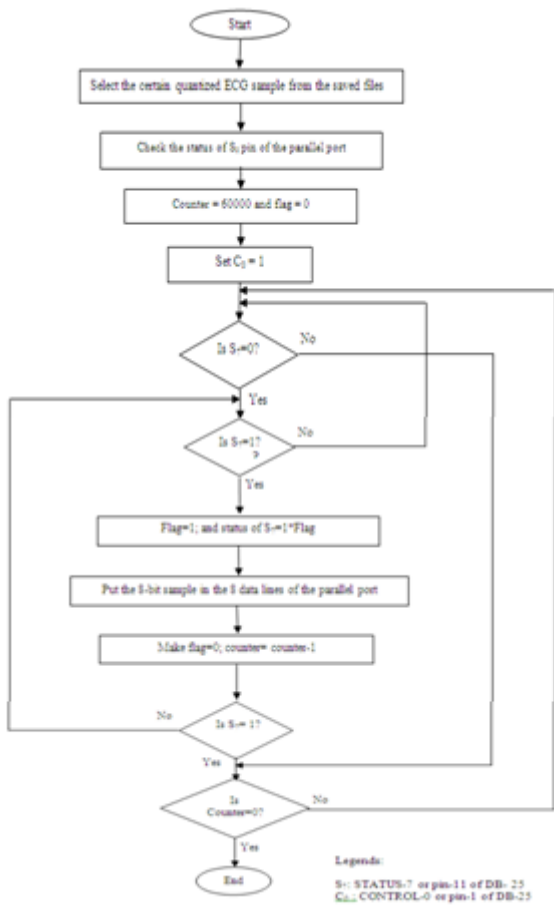 Start
Select the certain quantized ECG sample from the saved files
Check the status of S₇ pin of the parallel port
Counter = 60000 and flag = 0
Set C₀ = 1
Is S₇=0?
No
Yes
Is S₇=1?
?
No
Yes
Flag=1; and status of S₇=1*Flag
Put the 8-bit sample in the 8 data lines of the parallel port
Make flag=0; counter= counter-1
No
Is S₇= 1?
Yes
Is
Counter=0?
No
Yes
End
Legends:
S₇: STATUS-7 or pin-11 of DB- 25
C₀ : CONTROL-0 or pin-1 of DB-25